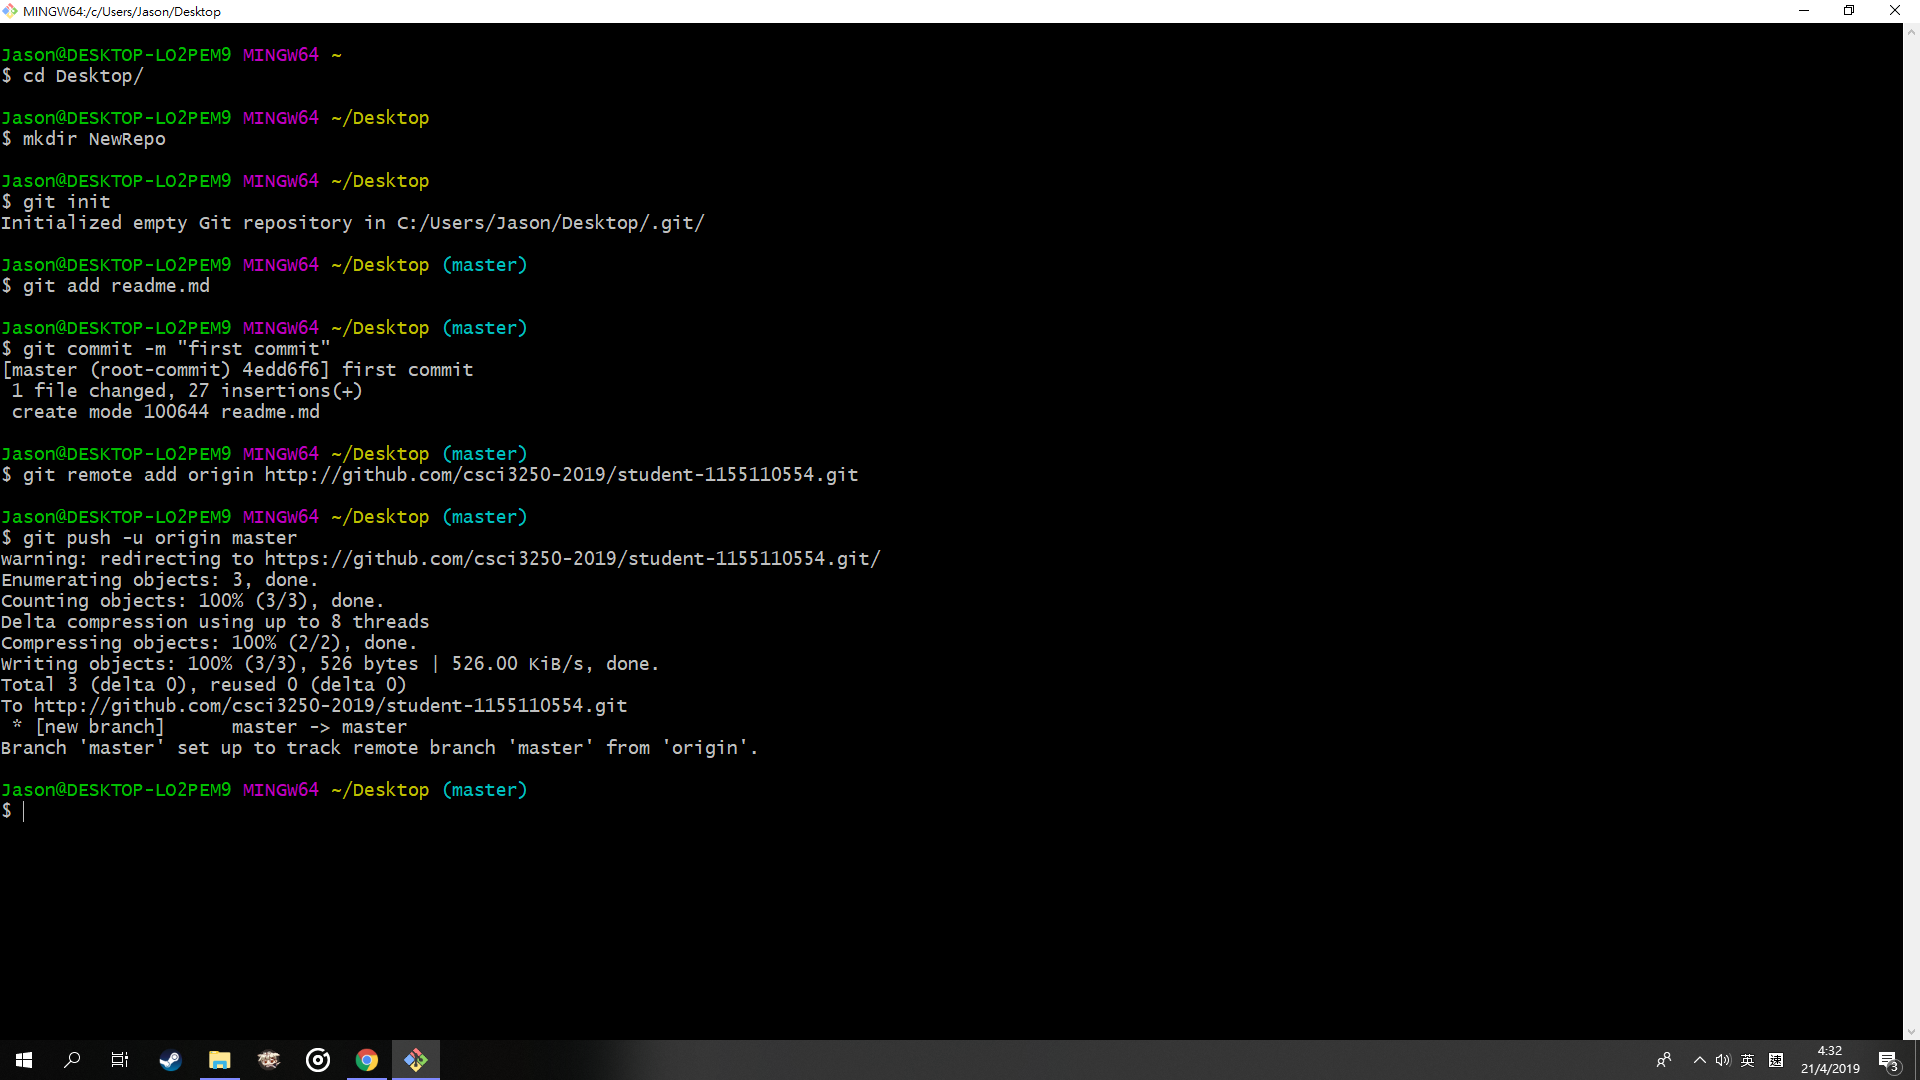 MINGW64:/c/Users/Jason/Desktop
Jason@DESKTOP-LO2PEM9 MINGW64 ~
$ cd Desktop/
Jason@DESKTOP-LO2PEM9 MINGW64 ~/Desktop
$ mkdir NewRepo
Jason@DESKTOP-LO2PEM9 MINGW64 ~/Desktop
$ git init
Initialized empty Git repository in C:/Users/Jason/Desktop/.git/
Jason@DESKTOP-LO2PEM9 MINGW64 ~/Desktop (master)
$ git add readme.md
Jason@DESKTOP-LO2PEM9 MINGW64 ~/Desktop (master)
$ git commit -m "first commit"
[master (root-commit) 4edd6f6] first commit
 1 file changed, 27 insertions(+)
 create mode 100644 readme.md
Jason@DESKTOP-LO2PEM9 MINGW64 ~/Desktop (master)
$ git remote add origin http://github.com/csci3250-2019/student-1155110554.git
Jason@DESKTOP-LO2PEM9 MINGW64 ~/Desktop (master)
$ git push -u origin master
warning: redirecting to https://github.com/csci3250-2019/student-1155110554.git/
Enumerating objects: 3, done.
Counting objects: 100% (3/3), done.
Delta compression using up to 8 threads
Compressing objects: 100% (2/2), done.
Writing objects: 100% (3/3), 526 bytes | 526.00 KiB/s, done.
Total 3 (delta 0), reused 0 (delta 0)
To http://github.com/csci3250-2019/student-1155110554.git
 * [new branch]      master -> master
Branch 'master' set up to track remote branch 'master' from 'origin'.
Jason@DESKTOP-LO2PEM9 MINGW64 ~/Desktop (master)
$
英 速 4:32
21/4/2019 3